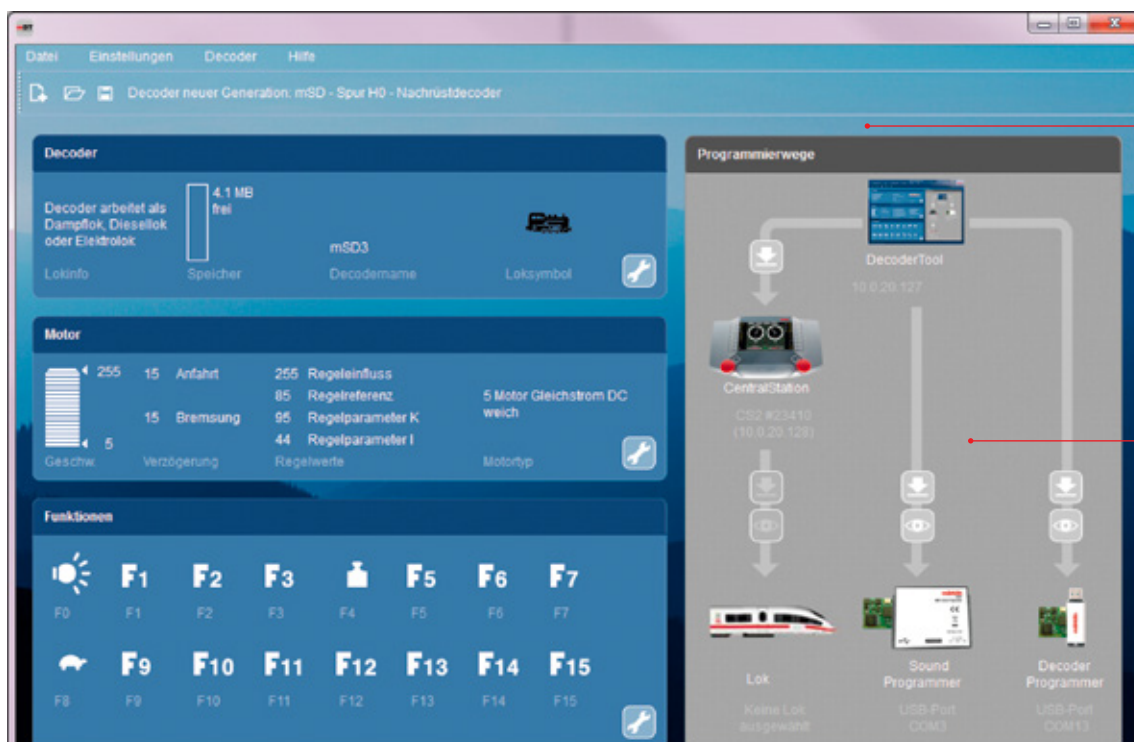 Datei Einstellungen Decoder Hilfe
Decoder neuer Generation: mSD - Spur H0 - Nachrüstdecoder
Decoder
Decoder arbeitet als
Dampflok, Diesellok
oder Elektrolok
4.1 MB
frei
mSD3
Lokinfo Speicher Decodername Loksymbol
Motor
255 15 Anfahrt 255 Regeleinfluss
85 Regelreferenz
5 Motor Gleichstrom DC
weich
15 Bremsung 95 Regelparameter K
5 44 Regelparameter I
Geschw. Verzögerung Regelwerte Motortyp
Funktionen
F1 F2 F3 F5 F6 F7
F0 F1 F2 F3 F4 F5 F6 F7
F9 F10 F11 F12 F13 F14 F15
F8 F9 F10 F11 F12 F13 F14 F15
Programmierwege
DecoderTool
10.0.20.127
CentralStation
CS2 #23410
(10.0.20.128)
Lok
Keine Lok
ausgewählt
Sound
Programmer
USB-Port
COM3
Decoder
Programmer
USB-Port
COM13